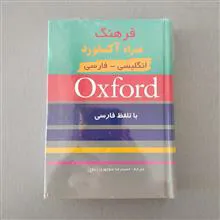 فرهنگ
همراه آکسفورد
انگلیسی - فارسی
Oxford
با تلفظ فارسی